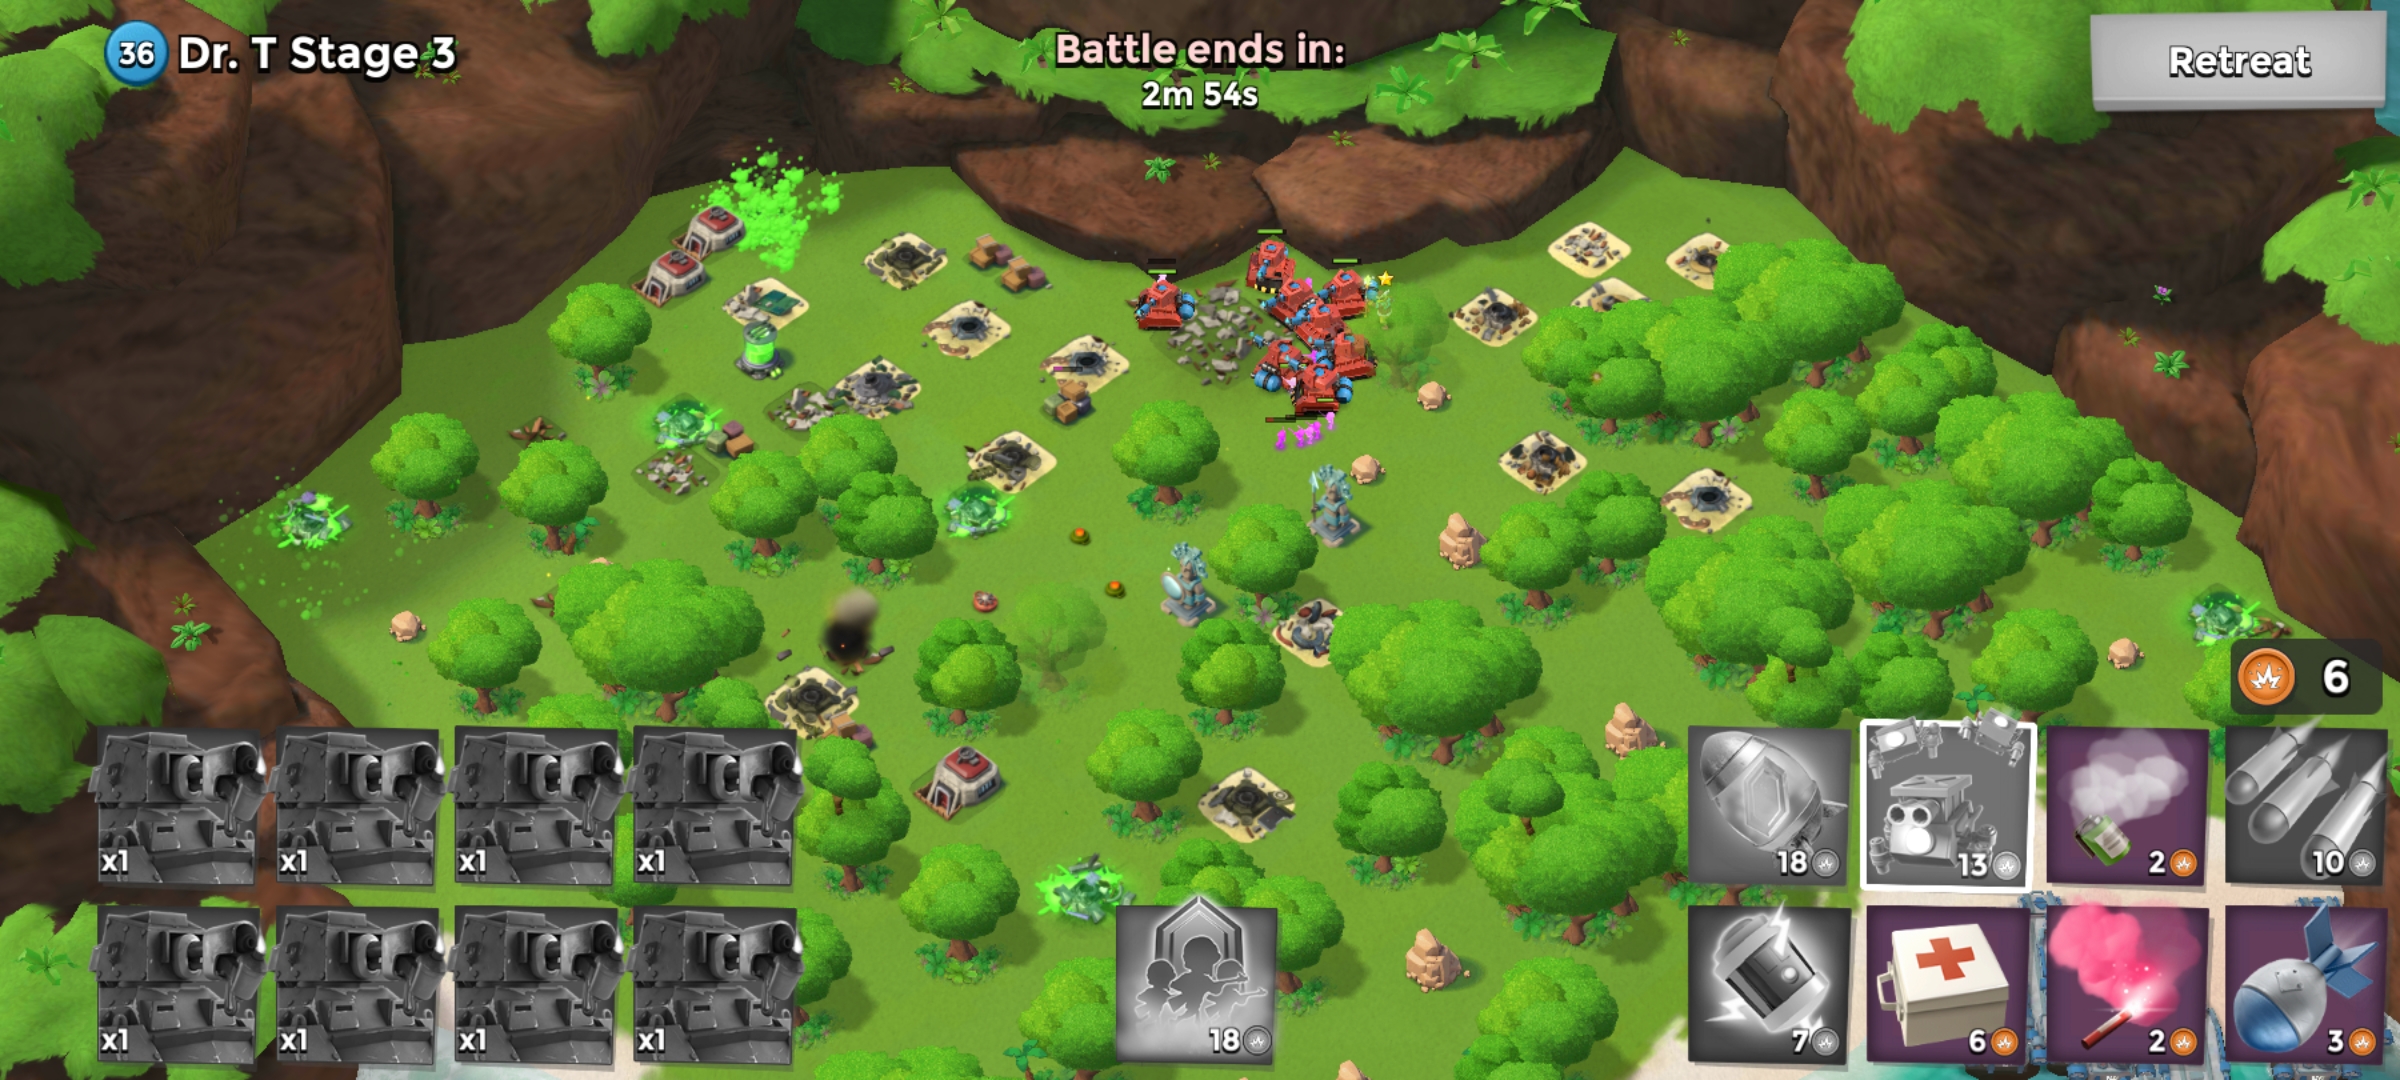 36 Dr. T Stage 3
Battle ends in:
2m 54s
Retreat
6
x1 x1 x1 x1
18 13 2 10
x1 x1 x1 x1
18
7 6 2 3